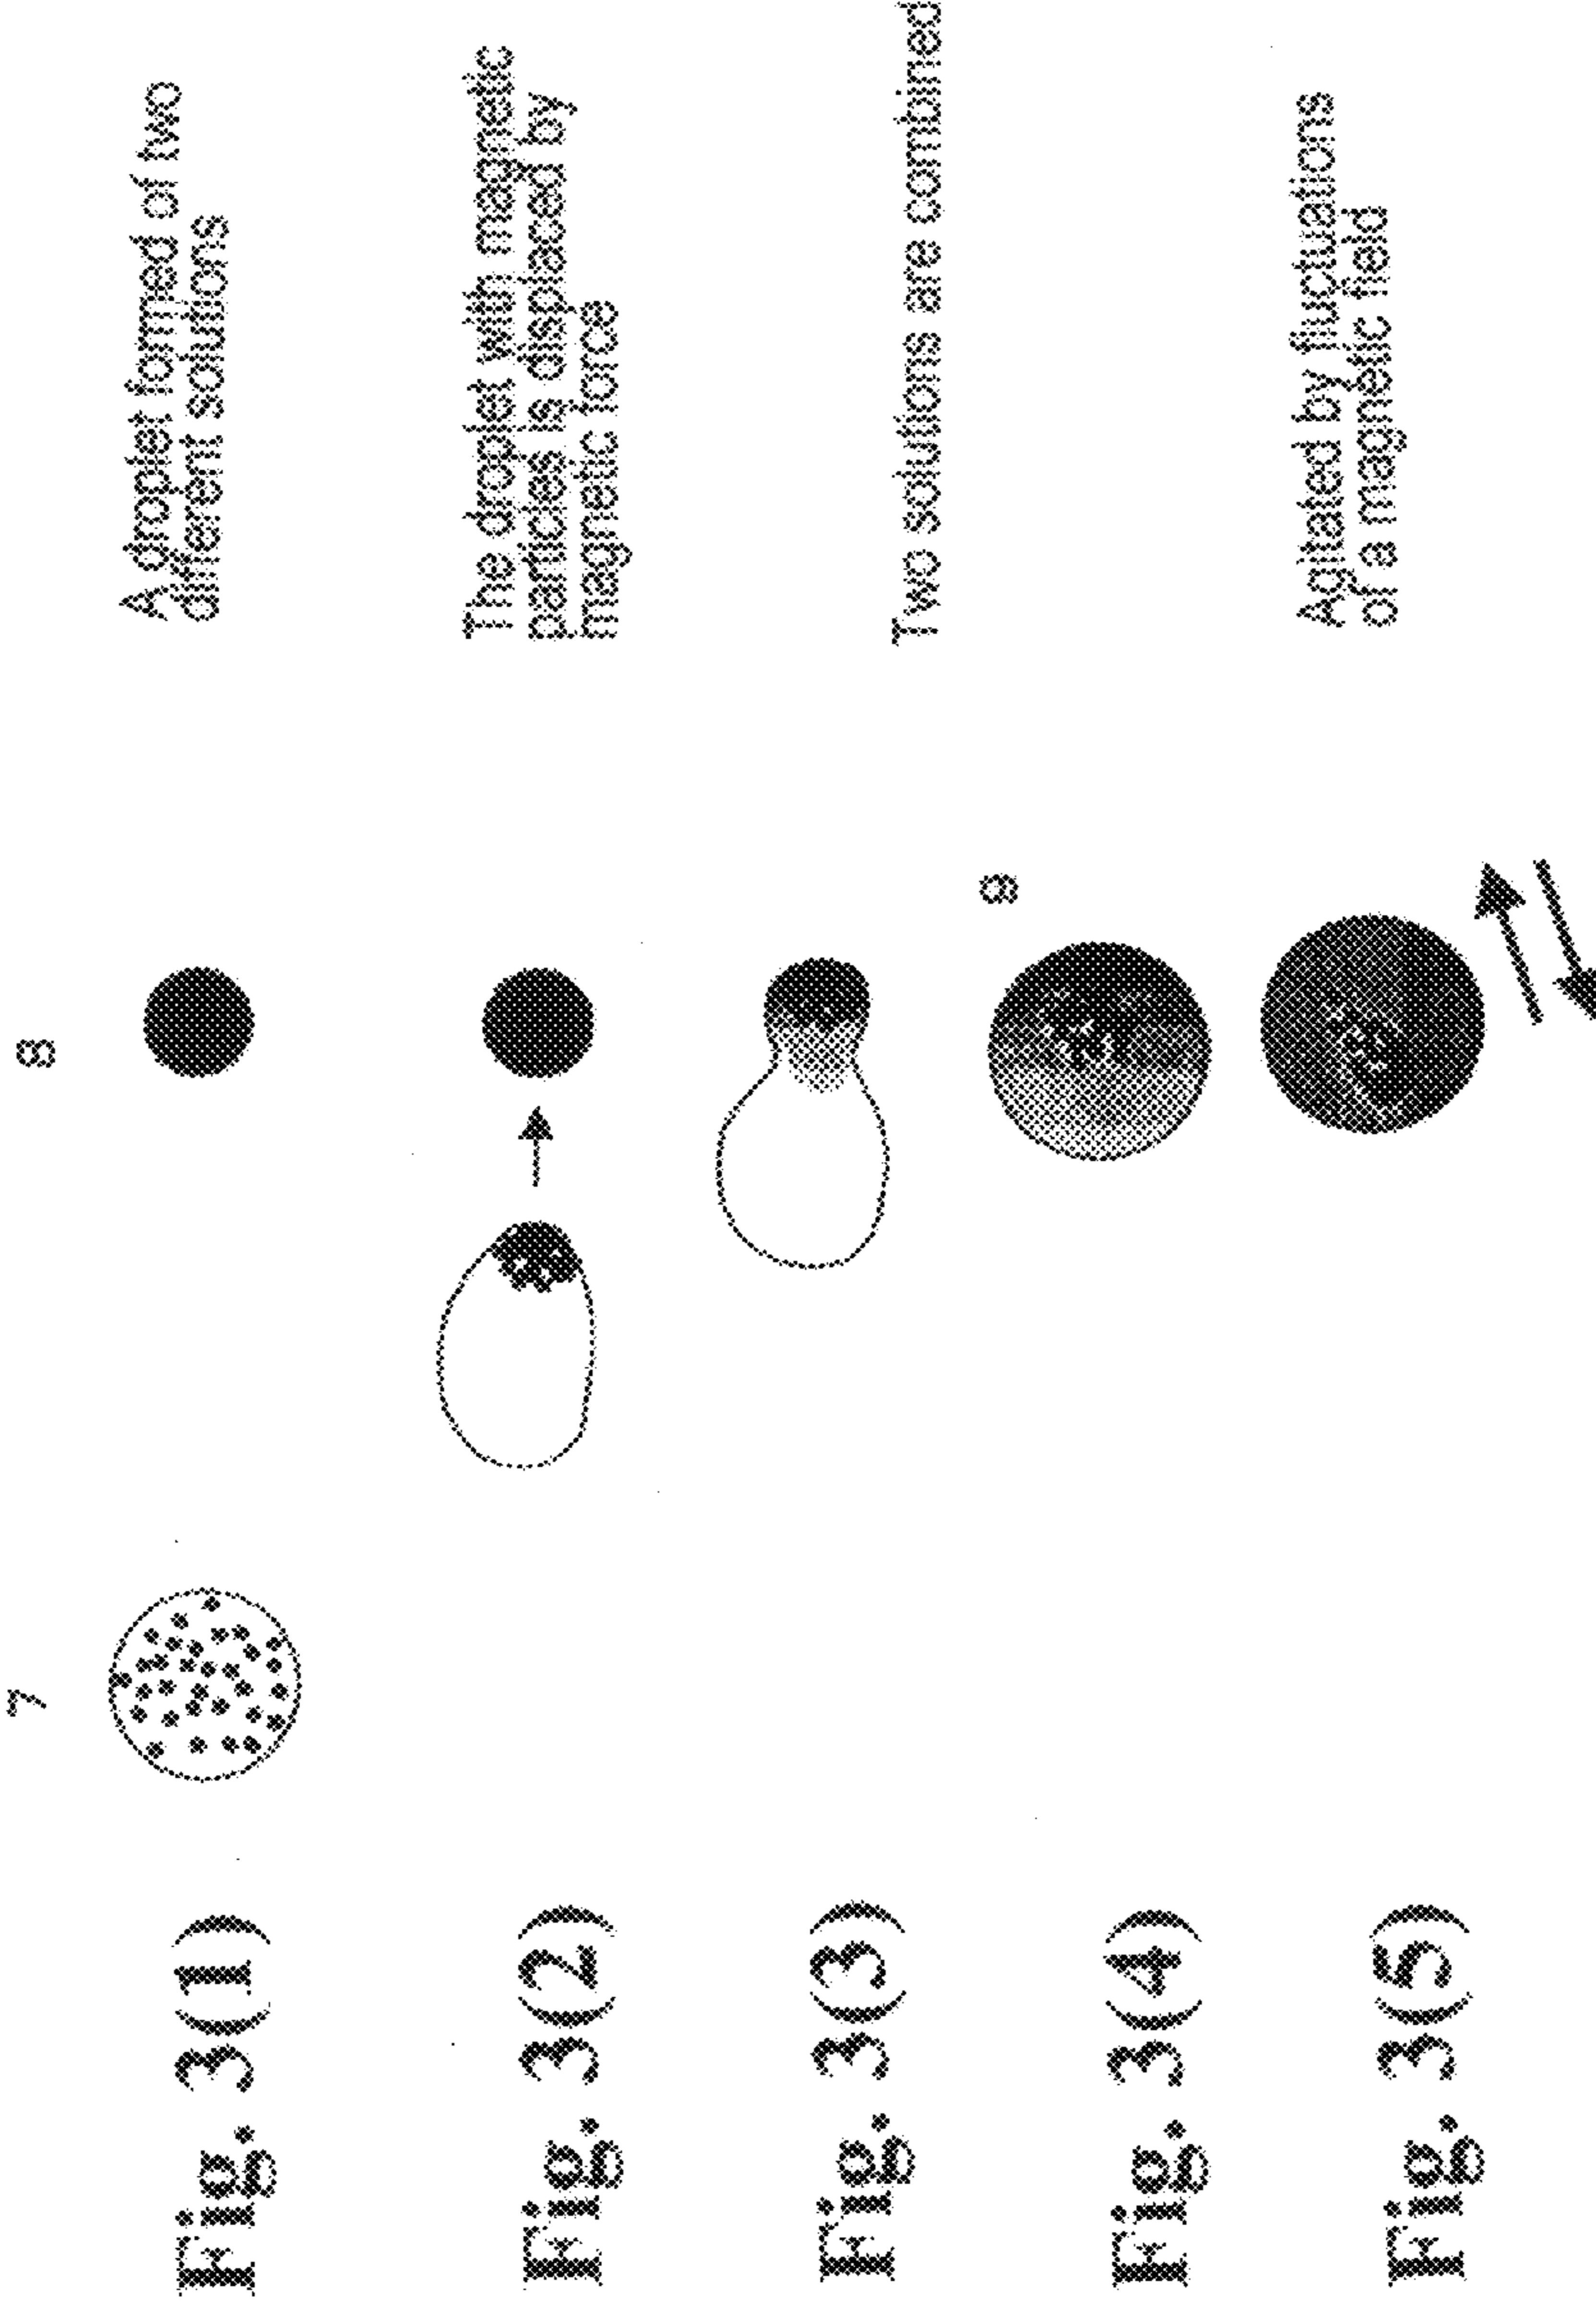 7
8
Fig. 3(1)
A droplet formed of two
different solutions
Fig. 3(2)
The droplet with magnetic
particles is displaced by
magnetic force
Fig. 3(3)
Two solutions are combined
9
Fig. 3(4)
Fig. 3(5)
Agitated by fluctuations
of a magnetic field